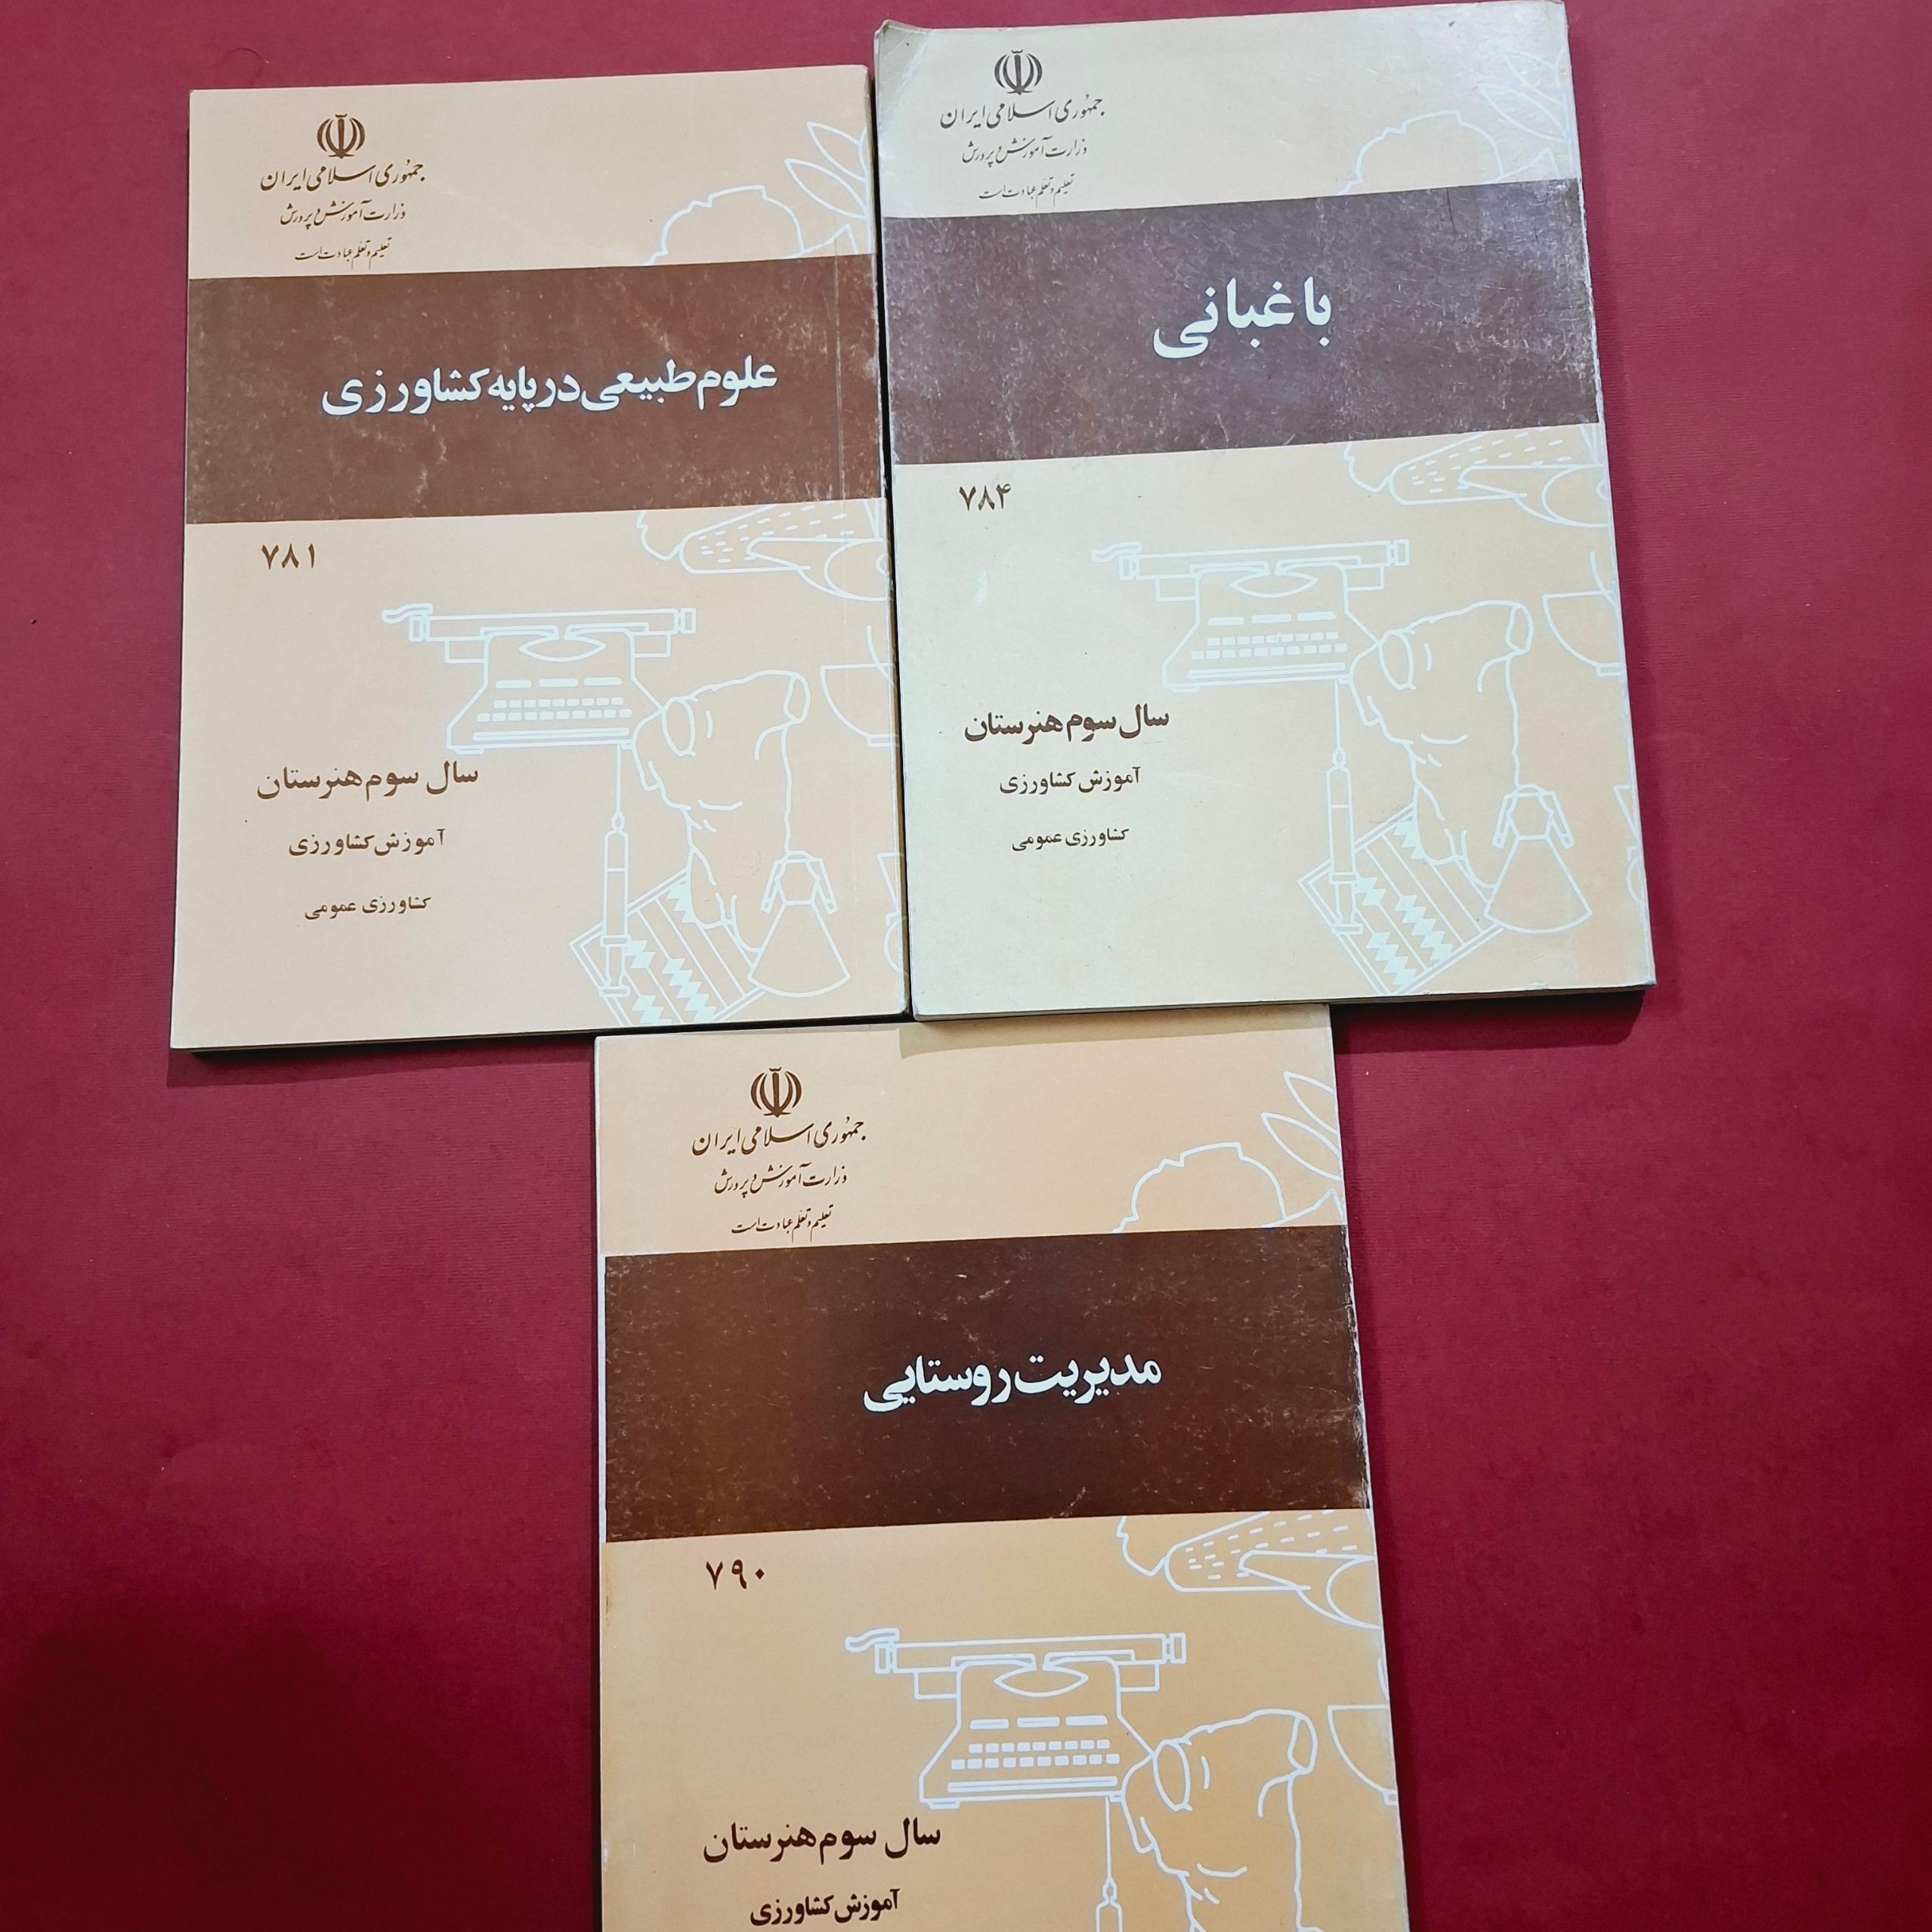 جمهوری اسلامی ایران
وزارت آموزش و پرورش
تعلیم و تعلم عبادت است
باغبانی
۷۸۴
سال سوم هنرستان
آموزش کشاورزی
کشاورزی عمومی
جمهوری اسلامی ایران
وزارت آموزش و پرورش
تعلیم و تعلم عبادت است
علوم طبیعی در پایه کشاورزی
۷۸۱
سال سوم هنرستان
آموزش کشاورزی
کشاورزی عمومی
جمهوری اسلامی ایران
وزارت آموزش و پرورش
تعلیم و تعلم عبادت است
مدیریت روستایی
۷۹۰
سال سوم هنرستان
آموزش کشاورزی